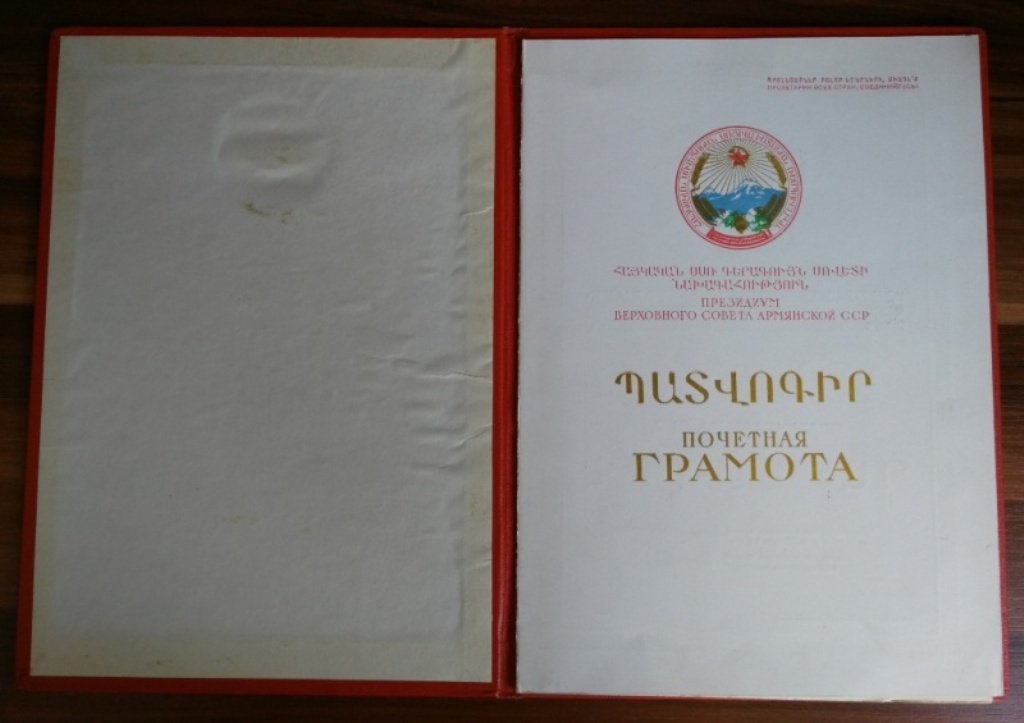 ՊՐՈԼԵՏԱՐՆԵՐ ԲՈԼՈՐ ԵՐԿՐՆԵՐԻ, ՄԻԱՑԵ՛Ք
ПРОЛЕТАРИИ ВСЕХ СТРАН, СОЕДИНЯЙТЕСЬ!
ՀԱՅԿԱԿԱՆ ՍՍՌ ԳԵՐԱԳՈՒՅՆ ՍՈՎԵՏԻ
ՆԱԽԱԳԱՀՈՒԹՅՈՒՆ
ПРЕЗИДИУМ
ВЕРХОВНОГО СОВЕТА АРМЯНСКОЙ ССР
ՊԱՏՎՈԳԻՐ
ПОЧЕТНАЯ
ГРАМОТА